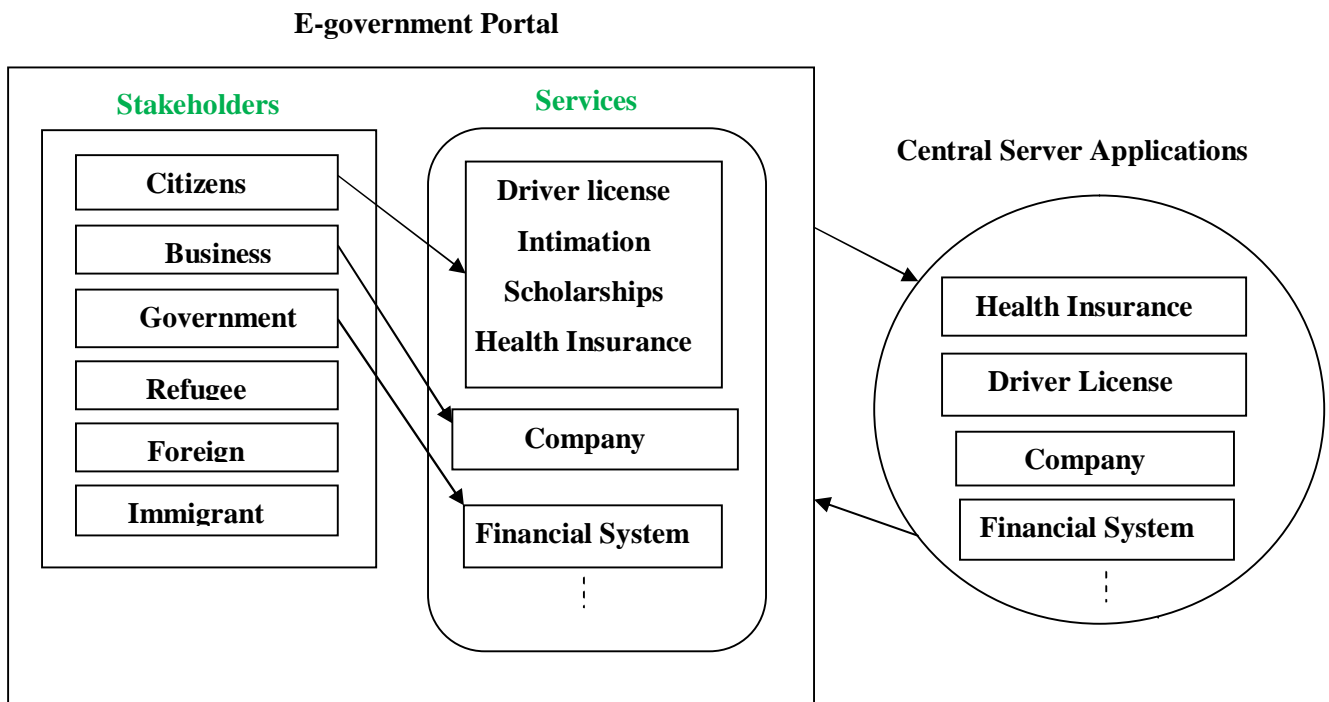 E-government Portal
Stakeholders
Citizens
Business
Government
Refugee
Foreign
Immigrant
Services
Driver license
Intimation
Scholarships
Health Insurance
Company
Financial System
Central Server Applications
Health Insurance
Driver License
Company
Financial System